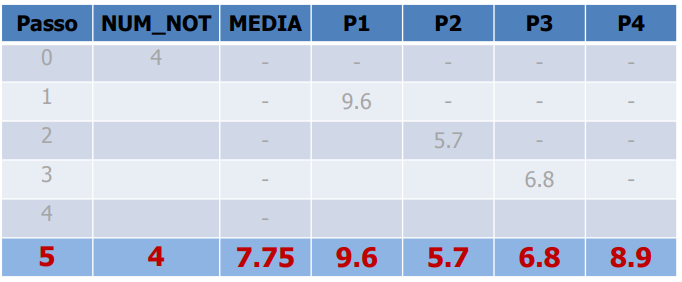 Passo NUM_NOT MEDIA P1 P2 P3 P4
0 4 - - - - -
1 - 9.6 - - -
2 - 5.7 - -
3 - 6.8 -
4 -
5 4 7.75 9.6 5.7 6.8 8.9